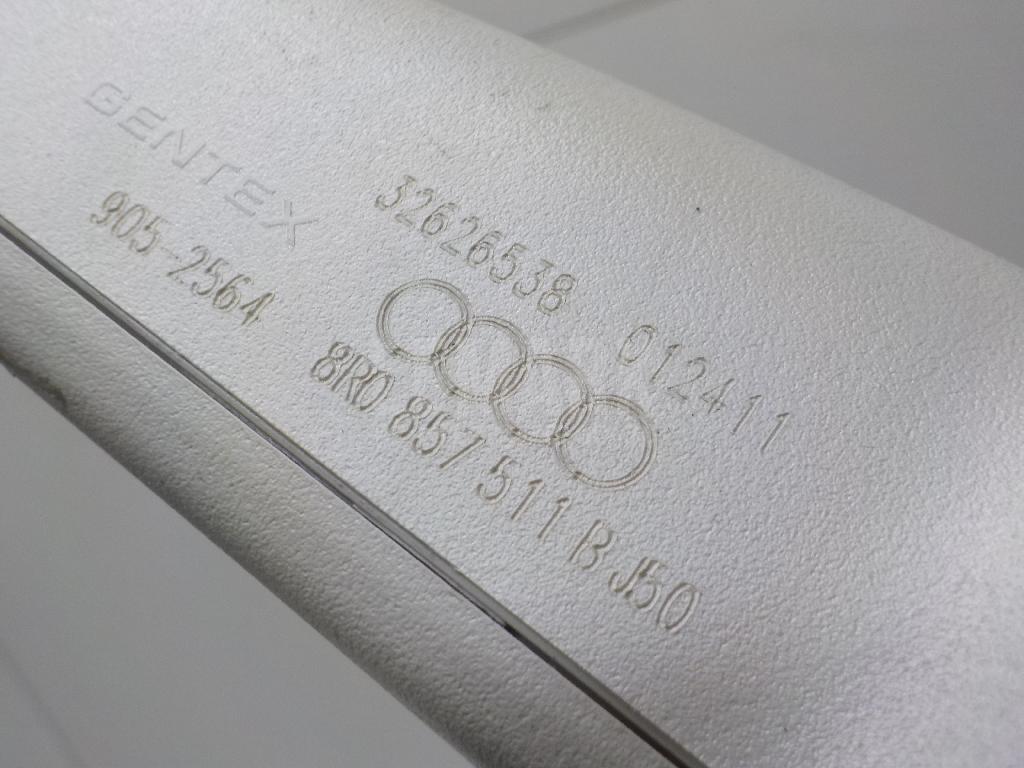 GENTEX
905-2564
32626538 012411
8R0 857 511 B J50